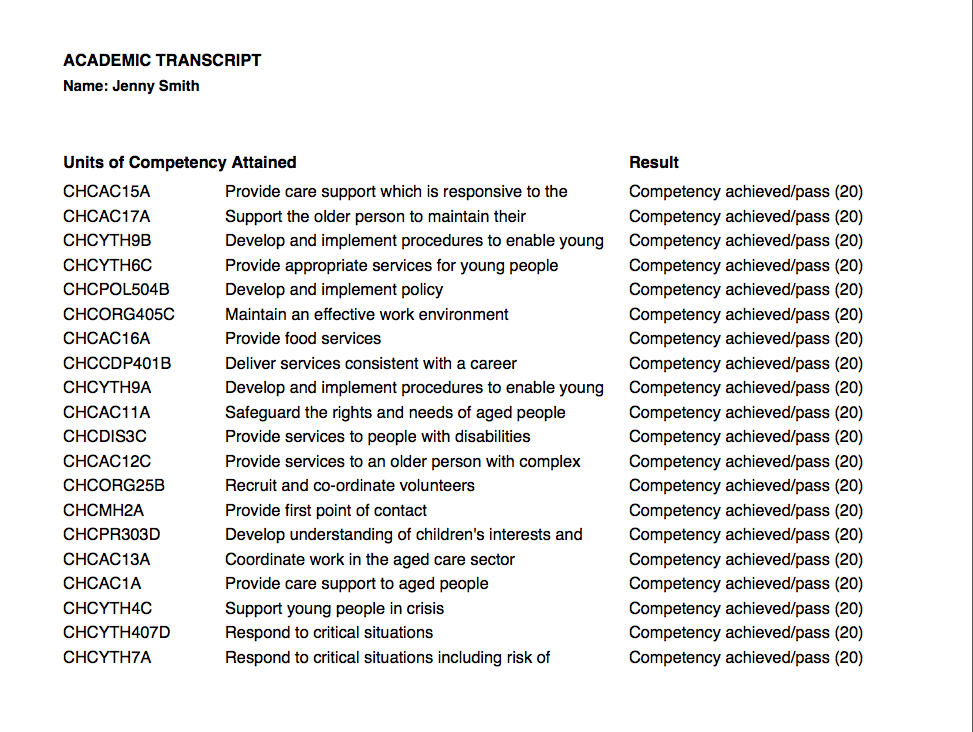 ACADEMIC TRANSCRIPT
Name: Jenny Smith
Units of Competency Attained Result
CHCAC15A Provide care support which is responsive to the Competency achieved/pass (20)
CHCAC17A Support the older person to maintain their Competency achieved/pass (20)
CHCYTH9B Develop and implement procedures to enable young Competency achieved/pass (20)
CHCYTH6C Provide appropriate services for young people Competency achieved/pass (20)
CHCPOL504B Develop and implement policy Competency achieved/pass (20)
CHCORG405C Maintain an effective work environment Competency achieved/pass (20)
CHCAC16A Provide food services Competency achieved/pass (20)
CHCCDP401B Deliver services consistent with a career Competency achieved/pass (20)
CHCYTH9A Develop and implement procedures to enable young Competency achieved/pass (20)
CHCAC11A Safeguard the rights and needs of aged people Competency achieved/pass (20)
CHCDIS3C Provide services to people with disabilities Competency achieved/pass (20)
CHCAC12C Provide services to an older person with complex Competency achieved/pass (20)
CHCORG25B Recruit and co-ordinate volunteers Competency achieved/pass (20)
CHCMH2A Provide first point of contact Competency achieved/pass (20)
CHCPR303D Develop understanding of children's interests and Competency achieved/pass (20)
CHCAC13A Coordinate work in the aged care sector Competency achieved/pass (20)
CHCAC1A Provide care support to aged people Competency achieved/pass (20)
CHCYTH4C Support young people in crisis Competency achieved/pass (20)
CHCYTH407D Respond to critical situations Competency achieved/pass (20)
CHCYTH7A Respond to critical situations including risk of Competency achieved/pass (20)